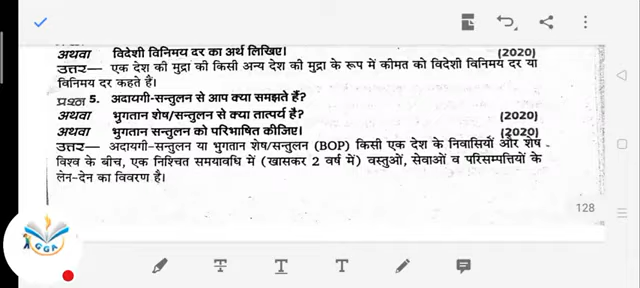 अथवा विदेशी विनिमय दर का अर्थ लिखिए। (2020)
उत्तर— एक देश की मुद्रा की किसी अन्य देश की मुद्रा के रूप में कीमत को विदेशी विनिमय दर या
विनिमय दर कहते हैं।
प्रश्न 5. अदायगी-सन्तुलन से आप क्या समझते हैं?
अथवा भुगतान शेष/सन्तुलन से क्या तात्पर्य है? (2020)
अथवा भुगतान सन्तुलन को परिभाषित कीजिए। (2020)
उत्तर— अदायगी-सन्तुलन या भुगतान शेष/सन्तुलन (BOP) किसी एक देश के निवासियों और शेष
विश्व के बीच, एक निश्चित समयावधि में (खासकर 2 वर्ष में) वस्तुओं, सेवाओं व परिसम्पत्तियों के
लेन-देन का विवरण है।
128
GGA
T T T